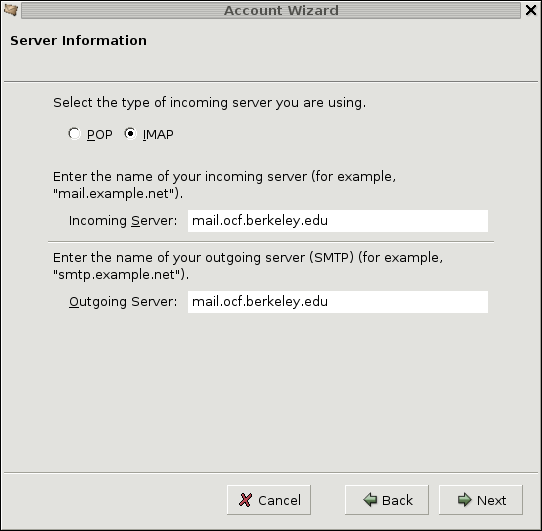 Account Wizard
Server Information
Select the type of incoming server you are using.
POP IMAP
Enter the name of your incoming server (for example,
"mail.example.net").
Incoming Server: mail.ocf.berkeley.edu
Enter the name of your outgoing server (SMTP) (for example,
"smtp.example.net").
Outgoing Server: mail.ocf.berkeley.edu
Cancel Back Next